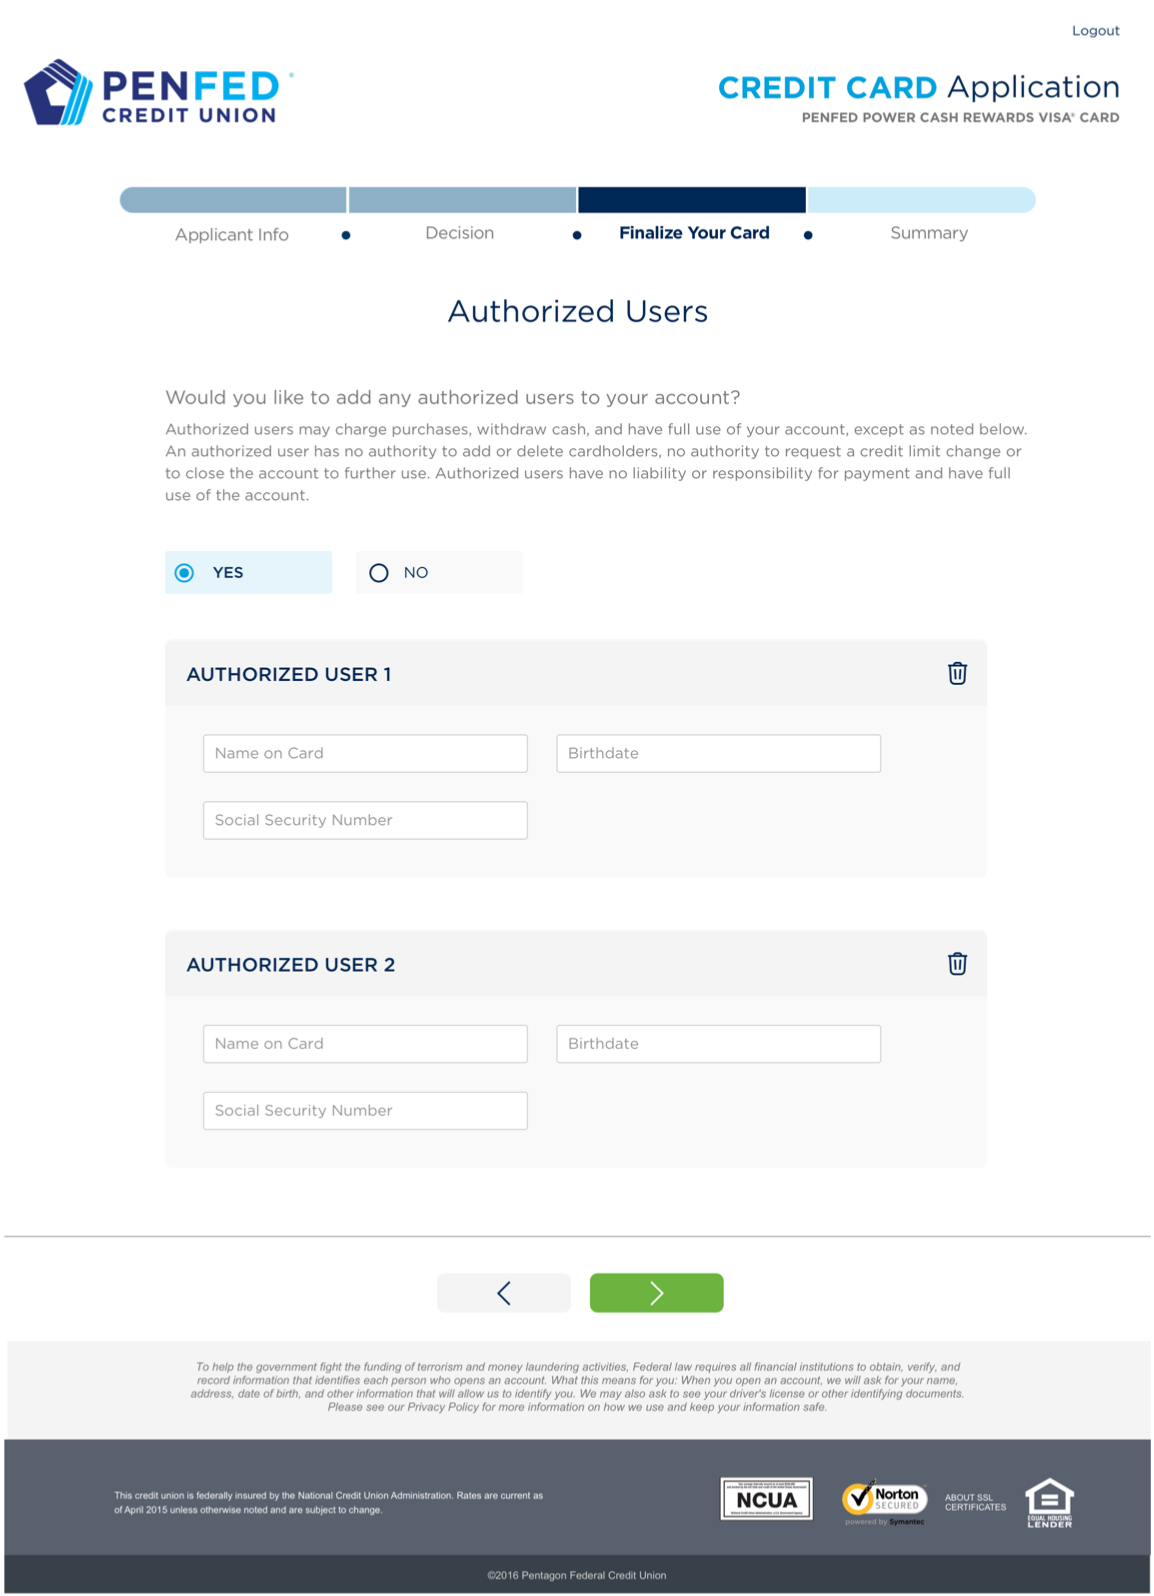 Logout
PENFED
CREDIT UNION
CREDIT CARD Application
PENFED POWER CASH REWARDS VISA® CARD
Applicant Info • Decision • Finalize Your Card • Summary
Authorized Users
Would you like to add any authorized users to your account?
Authorized users may charge purchases, withdraw cash, and have full use of your account, except as noted below.
An authorized user has no authority to add or delete cardholders, no authority to request a credit limit change or
to close the account to further use. Authorized users have no liability or responsibility for payment and have full
use of the account.
YES NO
AUTHORIZED USER 1
Name on Card Birthdate
Social Security Number
AUTHORIZED USER 2
Name on Card Birthdate
Social Security Number
To help the government fight the funding of terrorism and money laundering activities, Federal law requires all financial institutions to obtain, verify, and
record information that identifies each person who opens an account. What this means for you: When you open an account, we will ask for your name,
address, date of birth, and other information that will allow us to identify you. We may also ask to see your driver's license or other identifying documents.
Please see our Privacy Policy for more information on how we use and keep your information safe.
This credit union is federally insured by the National Credit Union Administration. Rates are current as
of April 2015 unless otherwise noted and are subject to change.
NCUA
Norton
SECURED
powered by Symantec
ABOUT SSL
CERTIFICATES
EQUAL HOUSING
LENDER
©2016 Pentagon Federal Credit Union